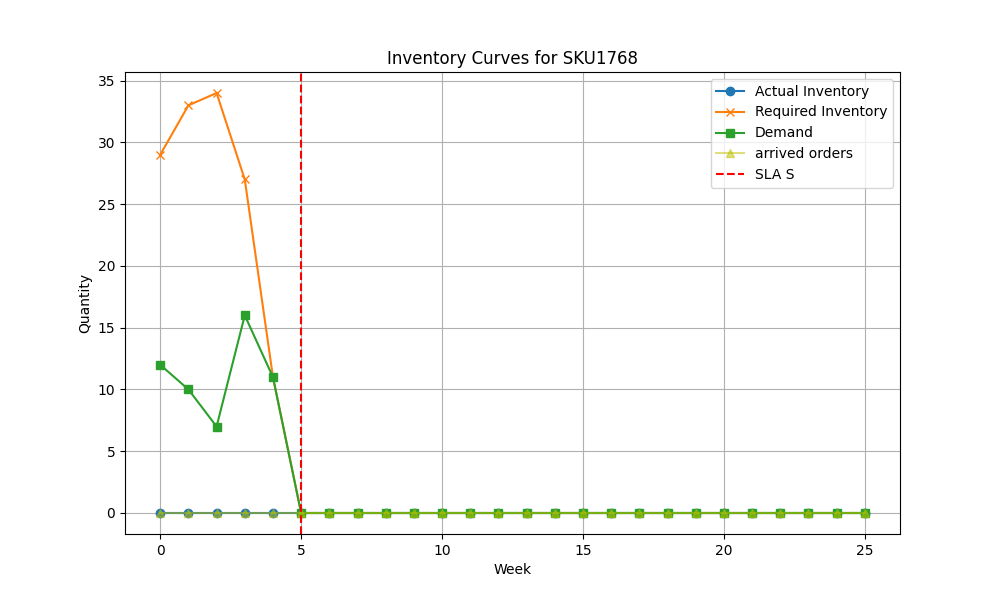 Inventory Curves for SKU1768
35
30
25
20
15
10
5
0
Quantity
Actual Inventory
Required Inventory
Demand
arrived orders
SLA S
0 5 10 15 20 25
Week